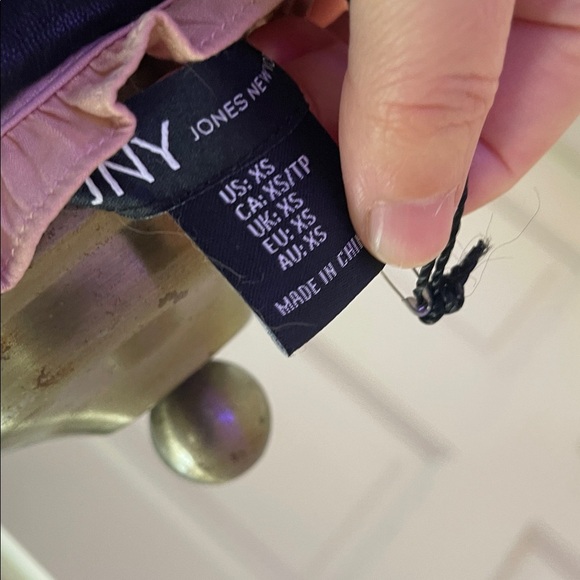 JNY
JONES NEW
US: XS
CA: XS/TP
UK: XS
EU: XS
AU: XS
MADE IN CHI